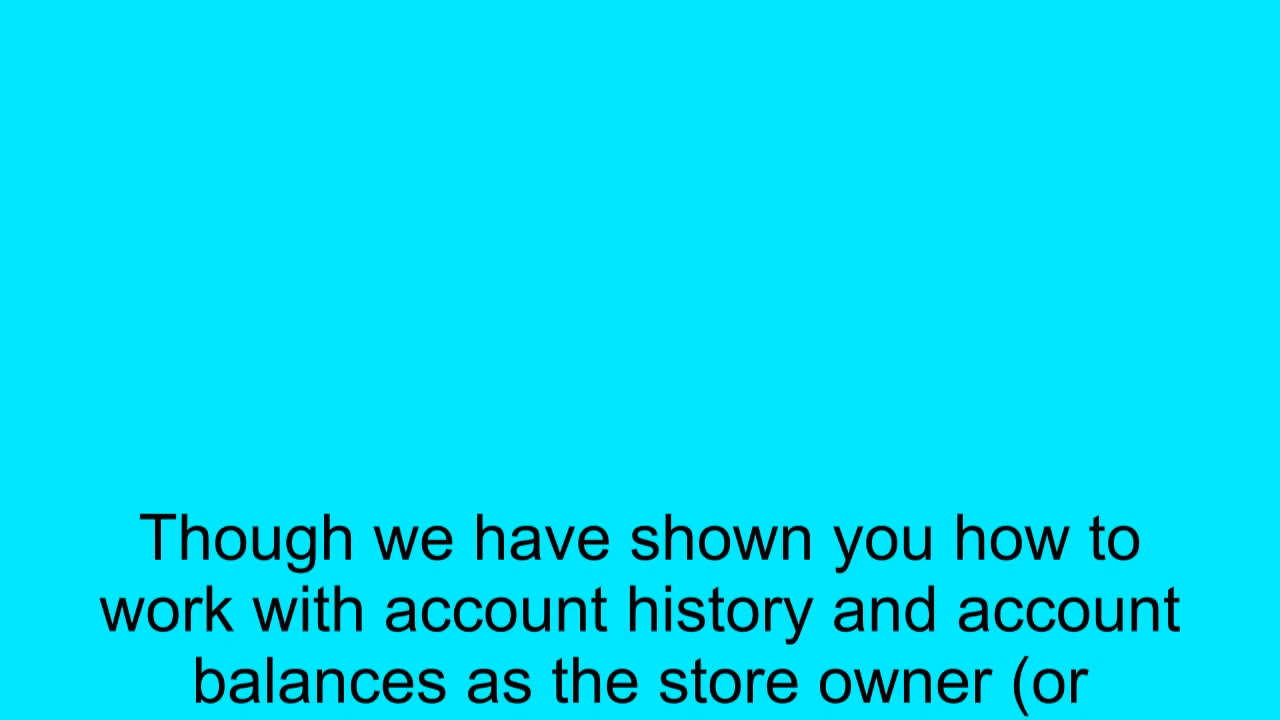 Though we have shown you how to
work with account history and account
balances as the store owner (or